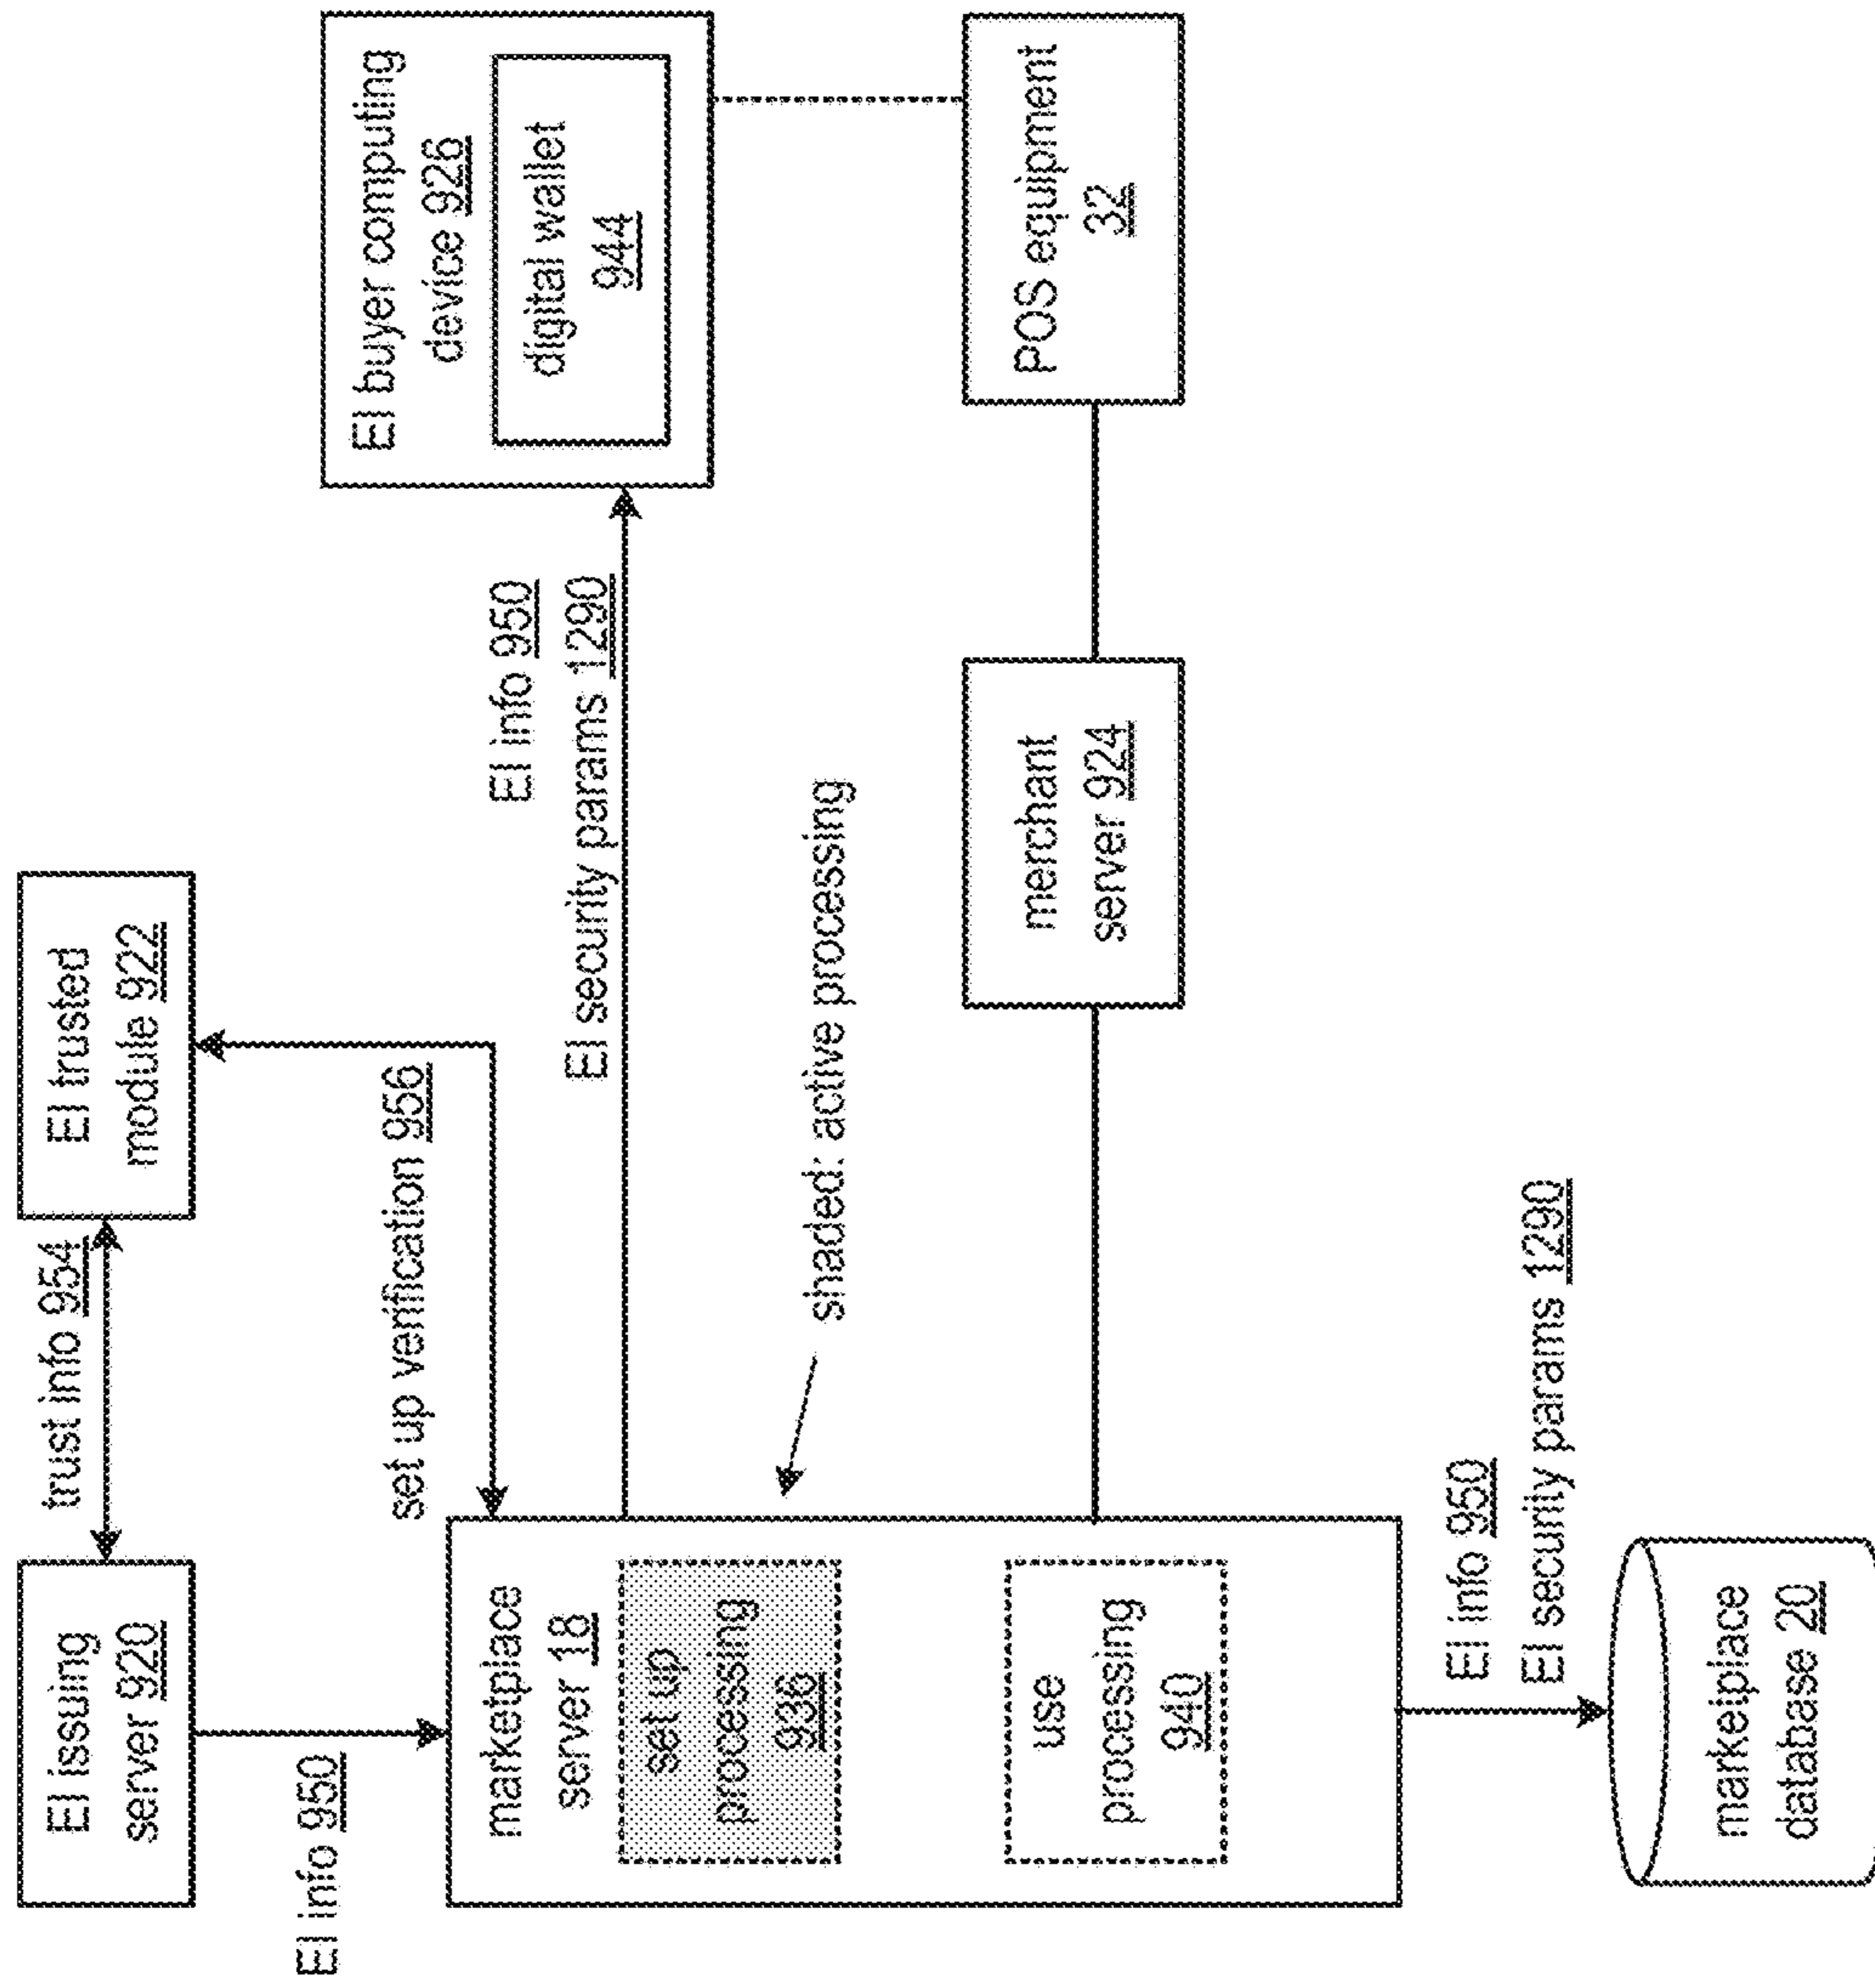 EI issuing
server 920
trust info 954
EI trusted
module 922
EI info 950
set up verification 956
marketplace
server 18
set up
processing
936
use
processing
940
EI info 950
EI security params 1290
EI buyer computing
device 926
digital wallet
944
shaded: active processing
merchant
server 924
POS equipment
32
EI info 950
EI security params 1290
marketplace
database 20